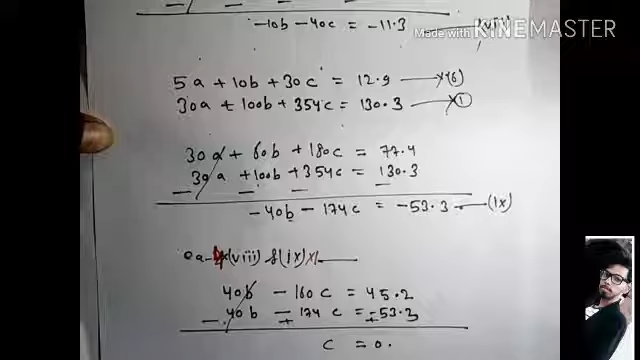 -10b - 40c = -11.3
Made with KINEMASTER
5a + 10b + 30c = 12.9 — ×(6)
30a + 100b + 354c = 130.3 — ×(1)
30a + 60b + 180c = 77.4
30a + 100b + 354c = 130.3
— — — —
-40b - 174c = -53.3 — (ix)
(viii) & (ix)
40b - 160c = 45.2
40b - 174c = -53.3
c = 0.